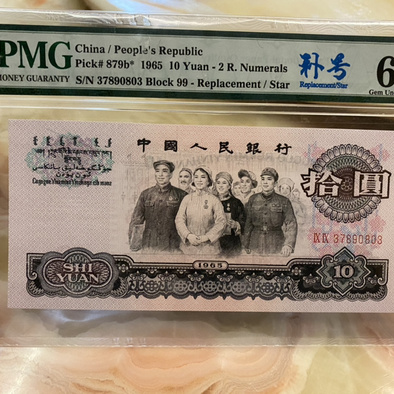 PMG
MONEY GUARANTY
China / People's Republic
Pick# 879b* 1965 10 Yuan - 2 R. Numerals
S/N 37890803 Block 99 - Replacement / Star
补号
Replacement/Star
6
Gem Un
中國人民銀行
拾圓
IX IX 37890803
SHI
YUAN
1965
10